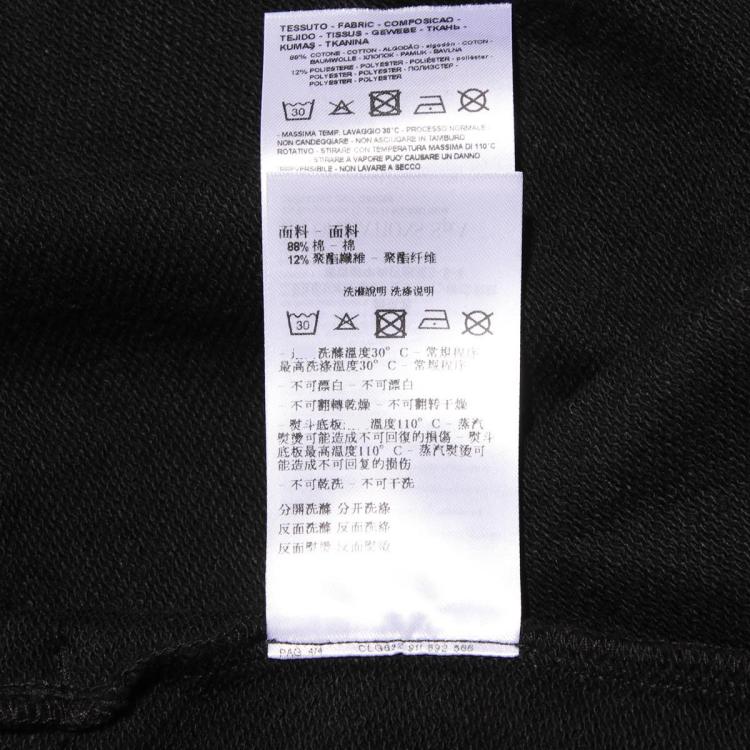 TESSUTO - FABRIC - COMPOSICAO -
TEJIDO - TISSUS - GEWEBE - ТКАНЬ -
KUMAŞ - TKANINA
88% COTONE - COTTON - ALGODÃO - algodón - COTON -
BAUMWOLLE - ХЛОПОК - PAMUK - BAVLNA
12% POLIESTERE - POLYESTER - POLIÉSTER - poliéster -
POLYESTER - POLYESTER - ПОЛИЭСТЕР -
POLYESTER - POLYESTER
30
- MASSIMA TEMP. LAVAGGIO 30°C - PROCESSO NORMALE -
NON CANDEGGIARE - NON ASCIUGARE IN TAMBURO
ROTATIVO - STIRARE CON TEMPERATURA MASSIMA DI 110°C
- STIRARE A VAPORE PUO' CAUSARE UN DANNO
IRREVERSIBILE - NON LAVARE A SECCO
面料 - 面料
88% 棉 - 棉
12% 聚酯纖維 - 聚酯纤维
洗滌說明 洗涤说明
30
洗滌溫度30° C - 常規程序
最高洗涤温度30° C - 常规程序
- 不可漂白 - 不可漂白
- 不可翻轉乾燥 - 不可翻转干燥
- 熨斗底板 溫度110° C - 蒸汽
熨燙可能造成不可回復的損傷 - 熨斗
底板最高温度110° C - 蒸汽熨烫可
能造成不可回复的损伤
- 不可乾洗 - 不可干洗
分開洗滌 分开洗涤
反面洗滌 反面洗涤
反面熨燙 反面熨烫
PAG 4/4